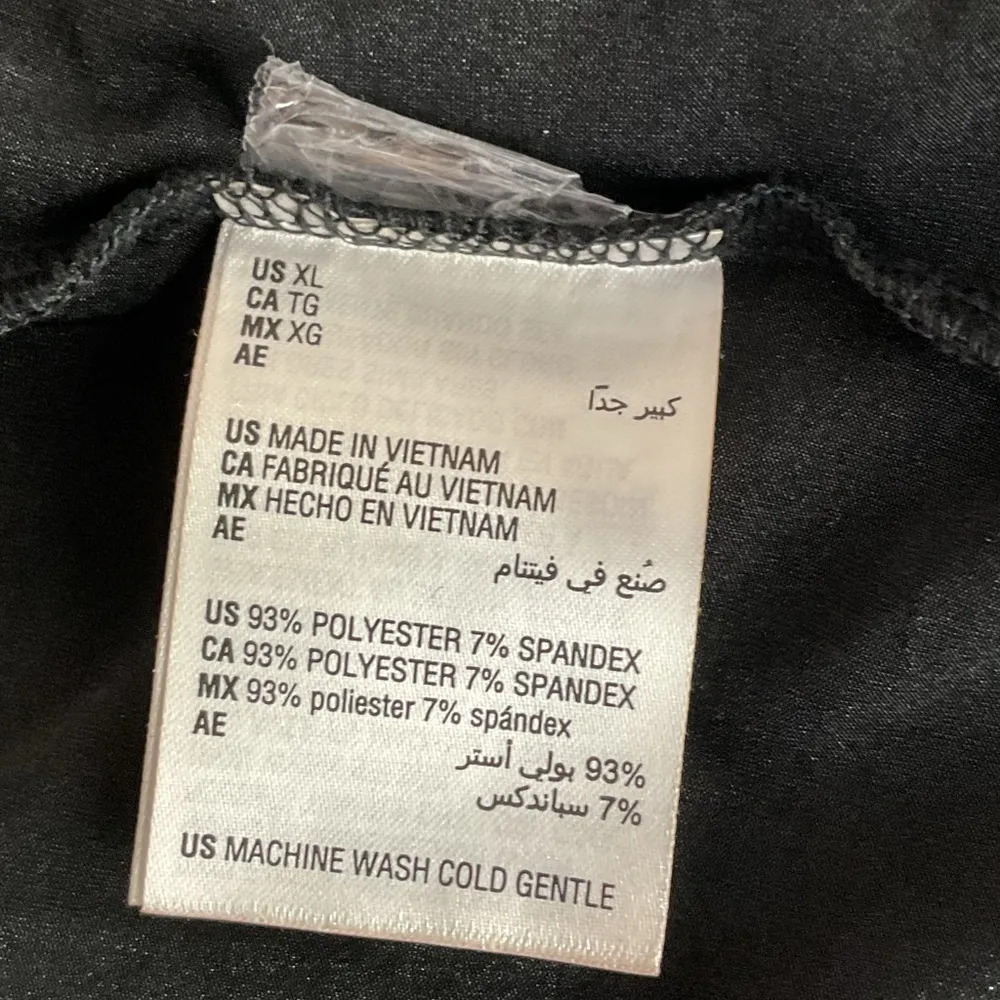 US XL
CA TG
MX XG
AE
كبير جدًا
US MADE IN VIETNAM
CA FABRIQUÉ AU VIETNAM
MX HECHO EN VIETNAM
AE
صُنع في فيتنام
US 93% POLYESTER 7% SPANDEX
CA 93% POLYESTER 7% SPANDEX
MX 93% poliester 7% spándex
AE
93% بولي أستر
7% سباندكس
US MACHINE WASH COLD GENTLE